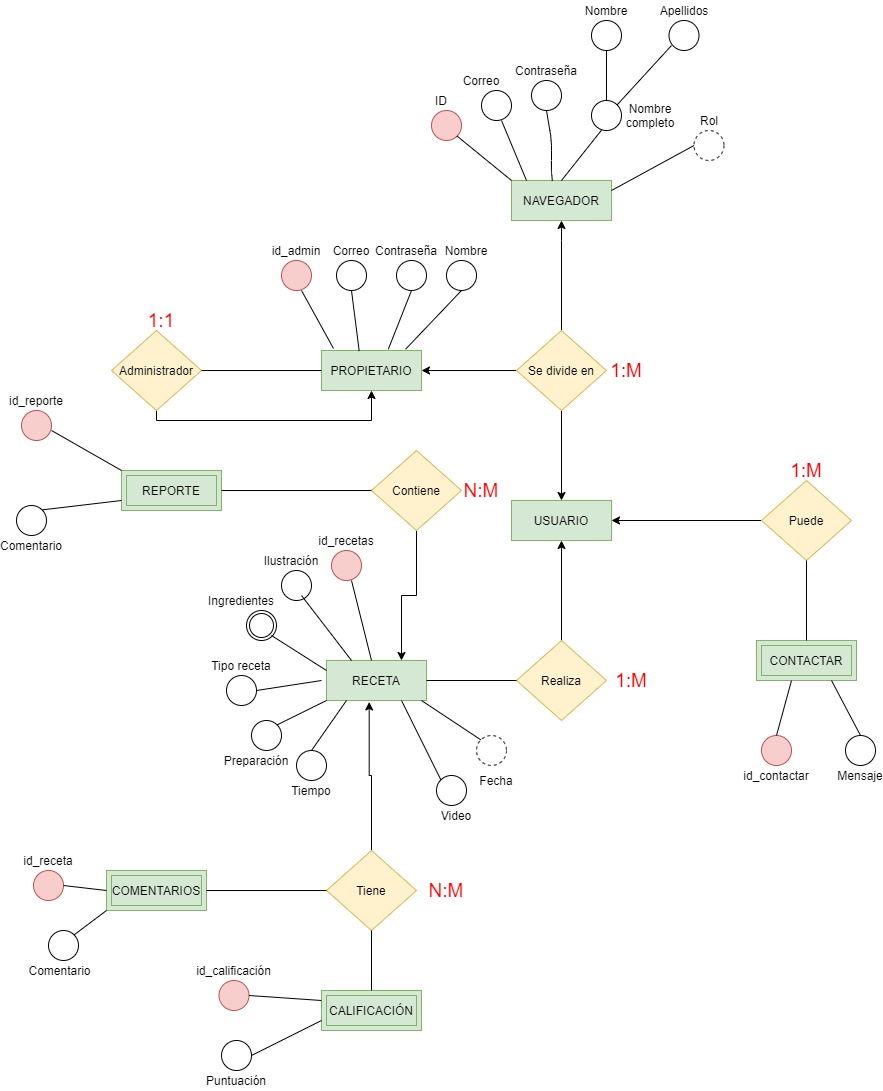 Nombre
Apellidos
Contraseña
Correo
ID
Nombre
completo
Rol
NAVEGADOR
id_admin
Correo
Contraseña
Nombre
1:1
Administrador
PROPIETARIO
Se divide en
1:M
id_reporte
REPORTE
Contiene
N:M
1:M
Puede
USUARIO
Comentario
id_recetas
Ilustración
Ingredientes
Tipo receta
RECETA
Realiza
1:M
CONTACTAR
Preparación
Tiempo
Video
Fecha
id_contactar
Mensaje
id_receta
COMENTARIOS
Tiene
N:M
Comentario
id_calificación
CALIFICACIÓN
Puntuación